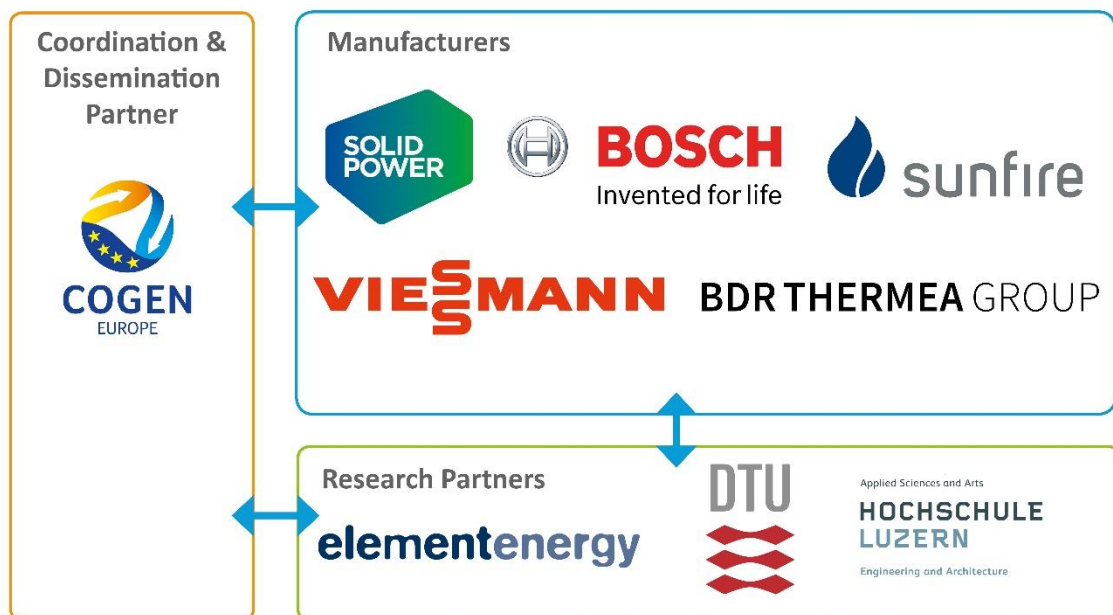 Coordination &
Dissemination
Partner
COGEN
EUROPE
Manufacturers
SOLID
POWER
BOSCH
Invented for life
sunfire
VIESSMANN
BDR THERMEA GROUP
Research Partners
elementenergy
DTU
Applied Sciences and Arts
HOCHSCHULE
LUZERN
Engineering and Architecture